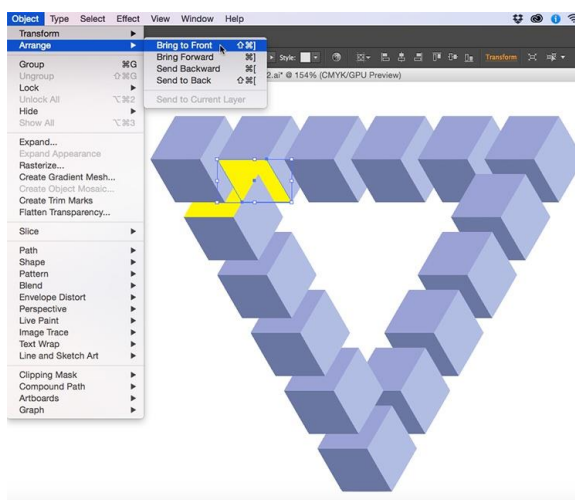 Object Type Select Effect View Window Help
Transform
Arrange
Bring to Front ⇧⌘]
Bring Forward ⌘]
Send Backward ⌘[
Send to Back ⇧⌘[
Send to Current Layer
Style:
Transform
2.ai* @ 154% (CMYK/GPU Preview)
Group ⌘G
Ungroup ⇧⌘G
Lock
Unlock All ⌥⌘2
Hide
Show All ⌥⌘3
Expand...
Expand Appearance
Rasterize...
Create Gradient Mesh...
Create Object Mosaic...
Create Trim Marks
Flatten Transparency...
Slice
Path
Shape
Pattern
Blend
Envelope Distort
Perspective
Live Paint
Image Trace
Text Wrap
Line and Sketch Art
Clipping Mask
Compound Path
Artboards
Graph